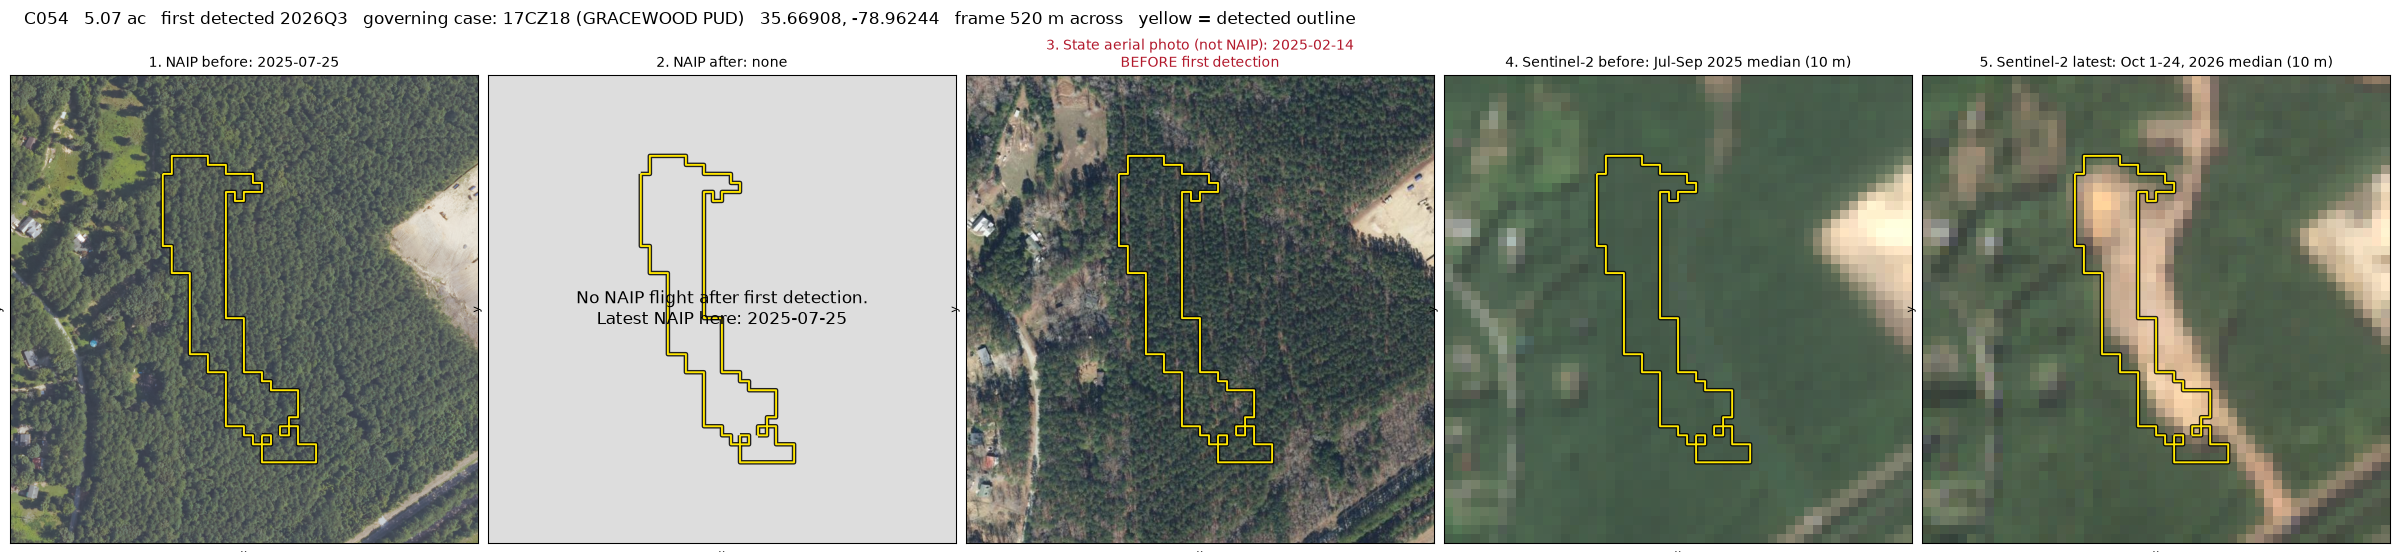 C054   5.07 ac   first detected 2026Q3   governing case: 17CZ18 (GRACEWOOD PUD)   35.66908, -78.96244   frame 520 m across   yellow = detected outline
1. NAIP before: 2025-07-25
2. NAIP after: none
3. State aerial photo (not NAIP): 2025-02-14
BEFORE first detection
4. Sentinel-2 before: Jul-Sep 2025 median (10 m)
5. Sentinel-2 latest: Oct 1-24, 2026 median (10 m)
No NAIP flight after first detection.
Latest NAIP here: 2025-07-25